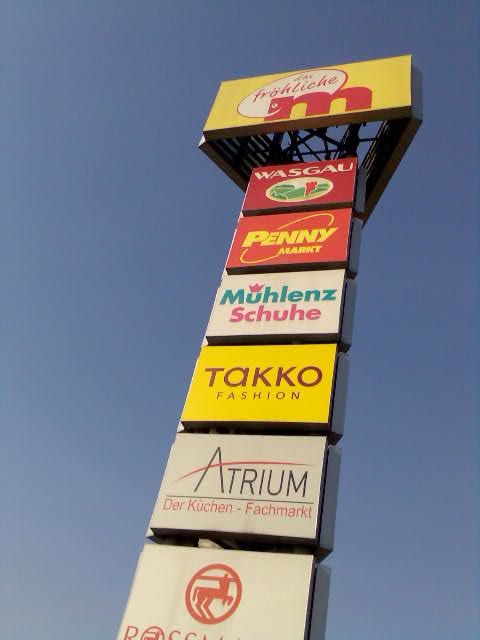 das
fröhliche
m
WASGAU
PENNY
MARKT
Mühlenz
Schuhe
TAKKO
FASHION
ATRIUM
Der Küchen - Fachmarkt